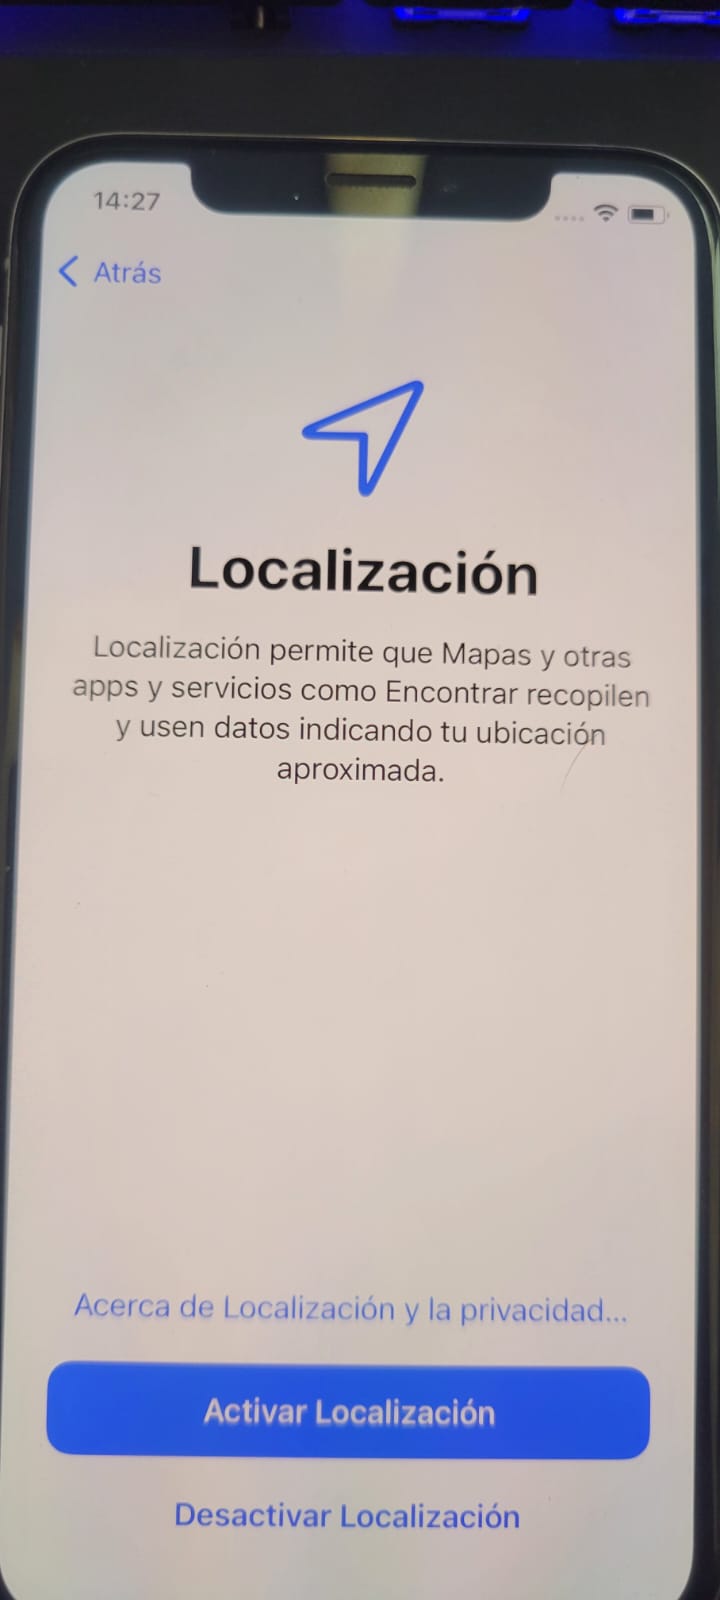 14:27
Atrás
Localización
Localización permite que Mapas y otras
apps y servicios como Encontrar recopilen
y usen datos indicando tu ubicación
aproximada.
Acerca de Localización y la privacidad...
Activar Localización
Desactivar Localización